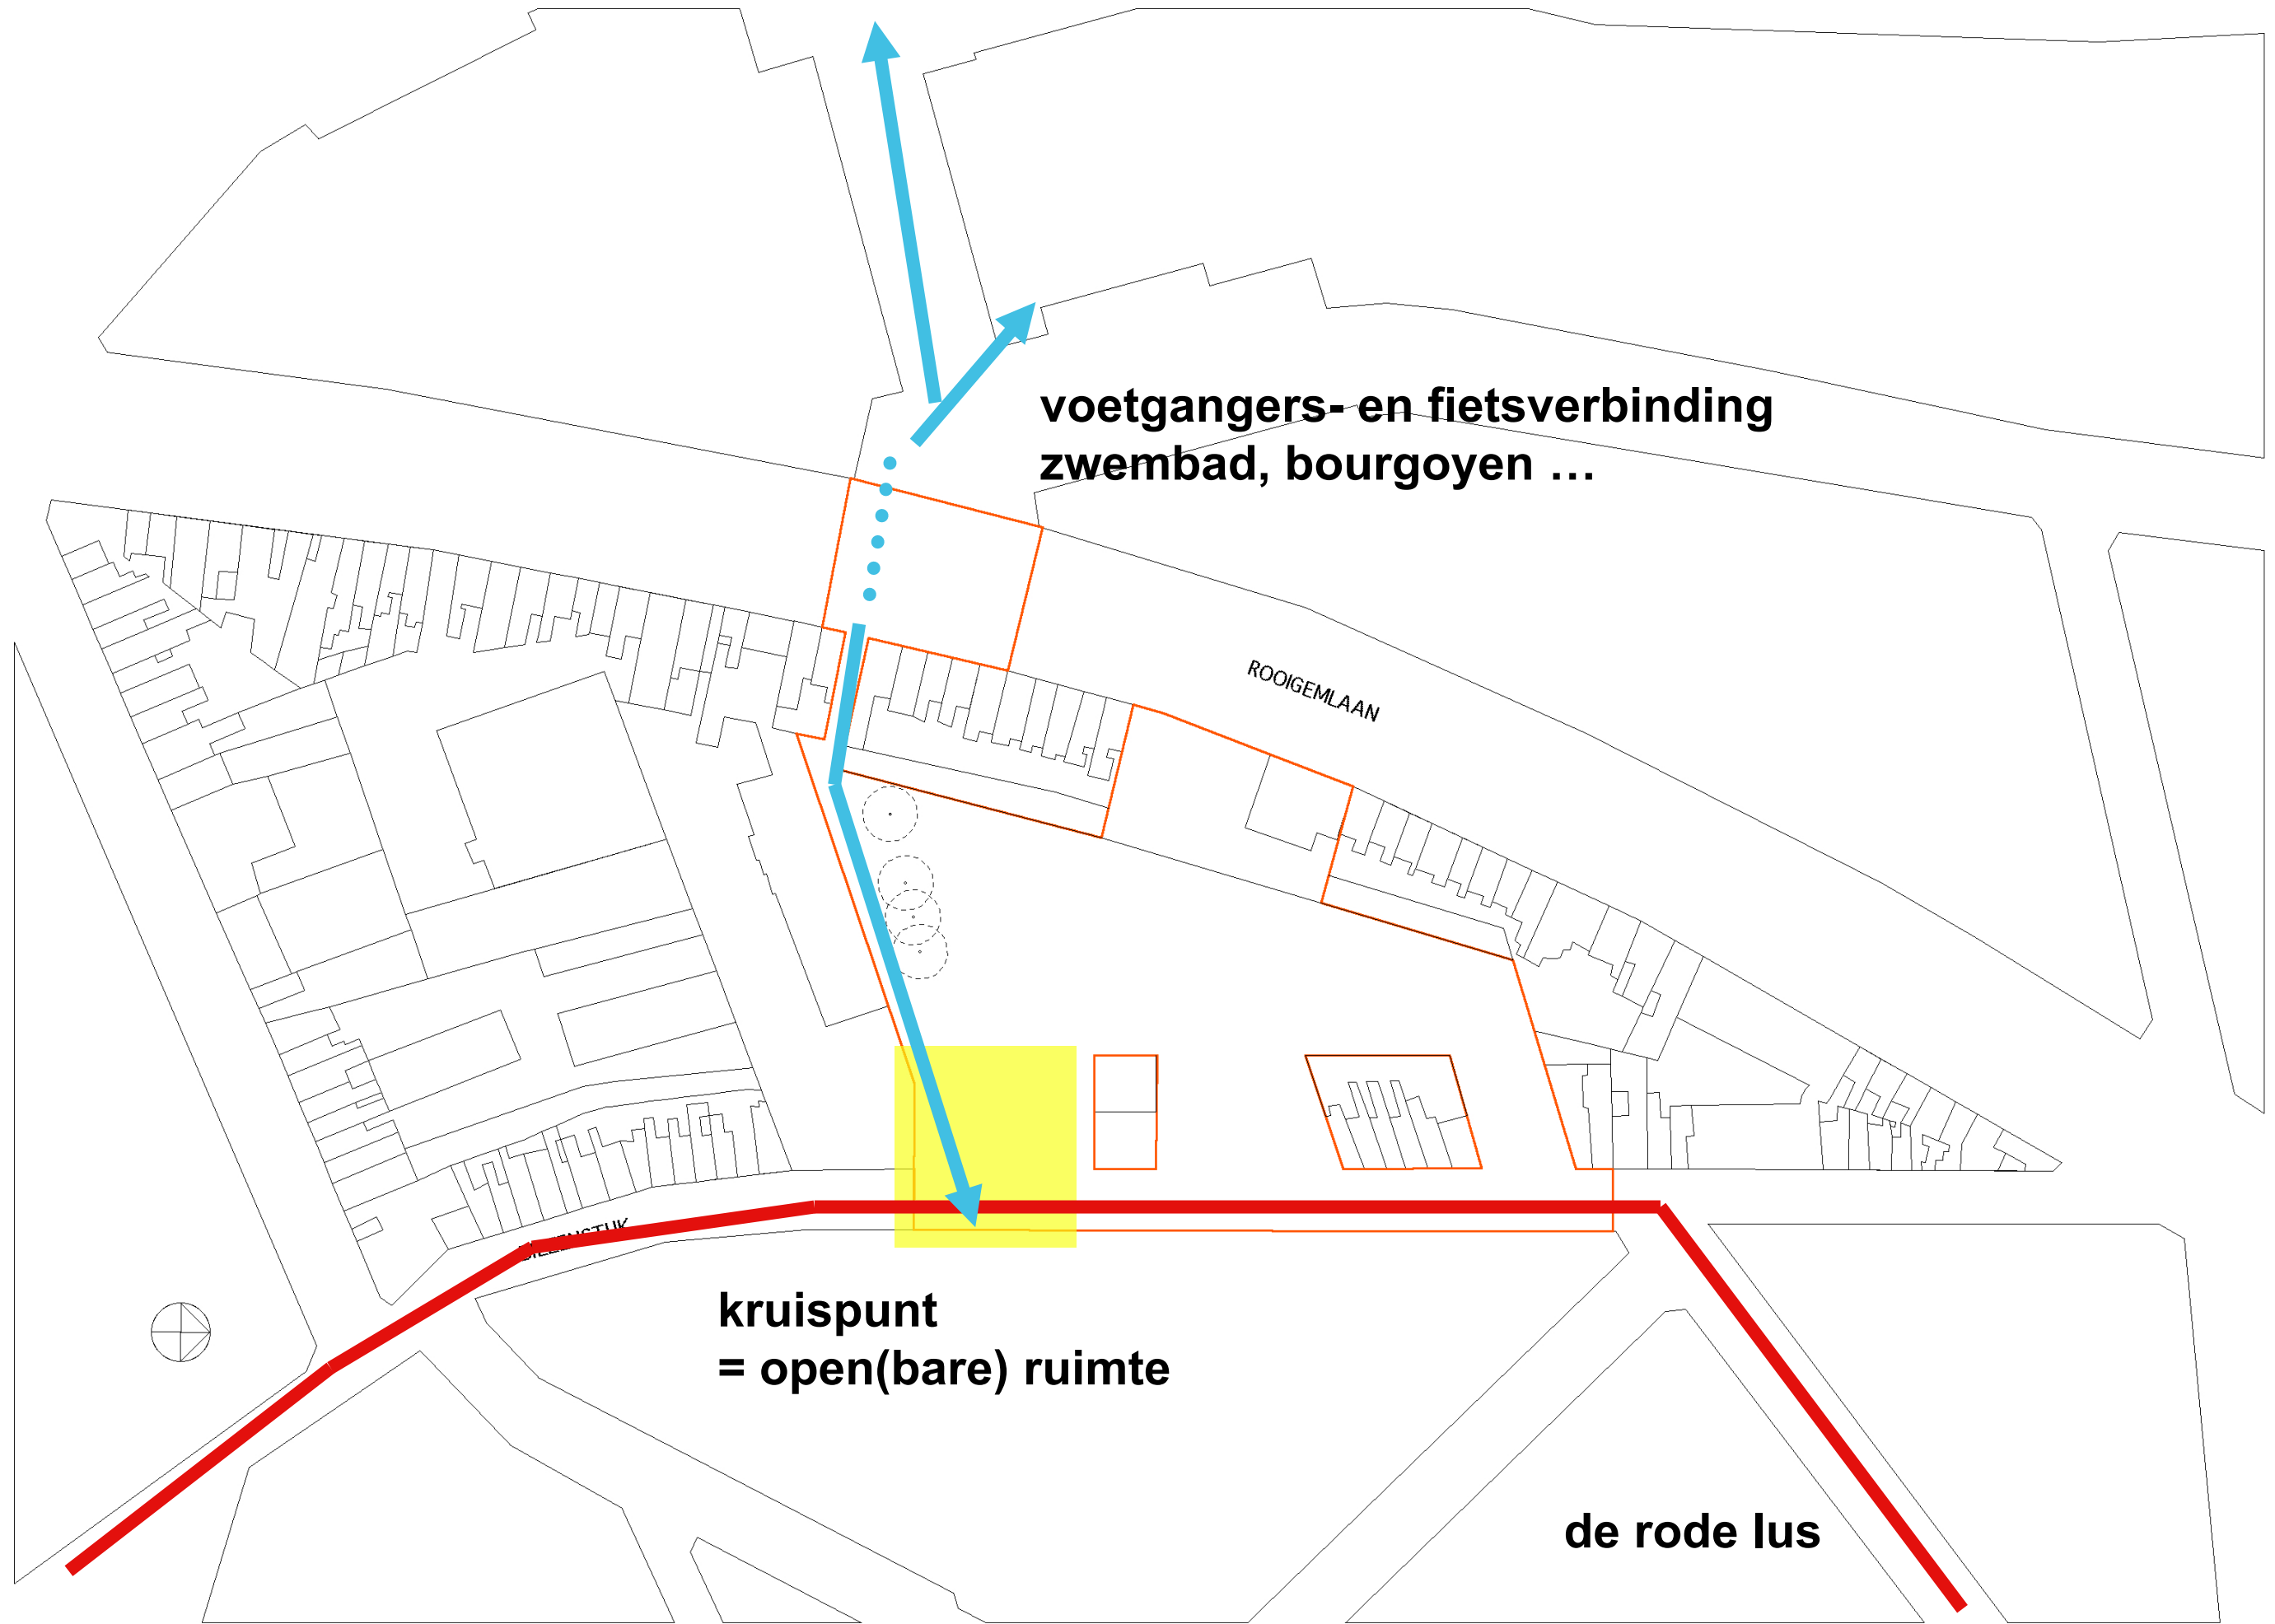 voetgangers- en fietsverbinding
zwembad, bourgoyen …
ROOIGEMLAAN
kruispunt
= open(bare) ruimte
de rode lus